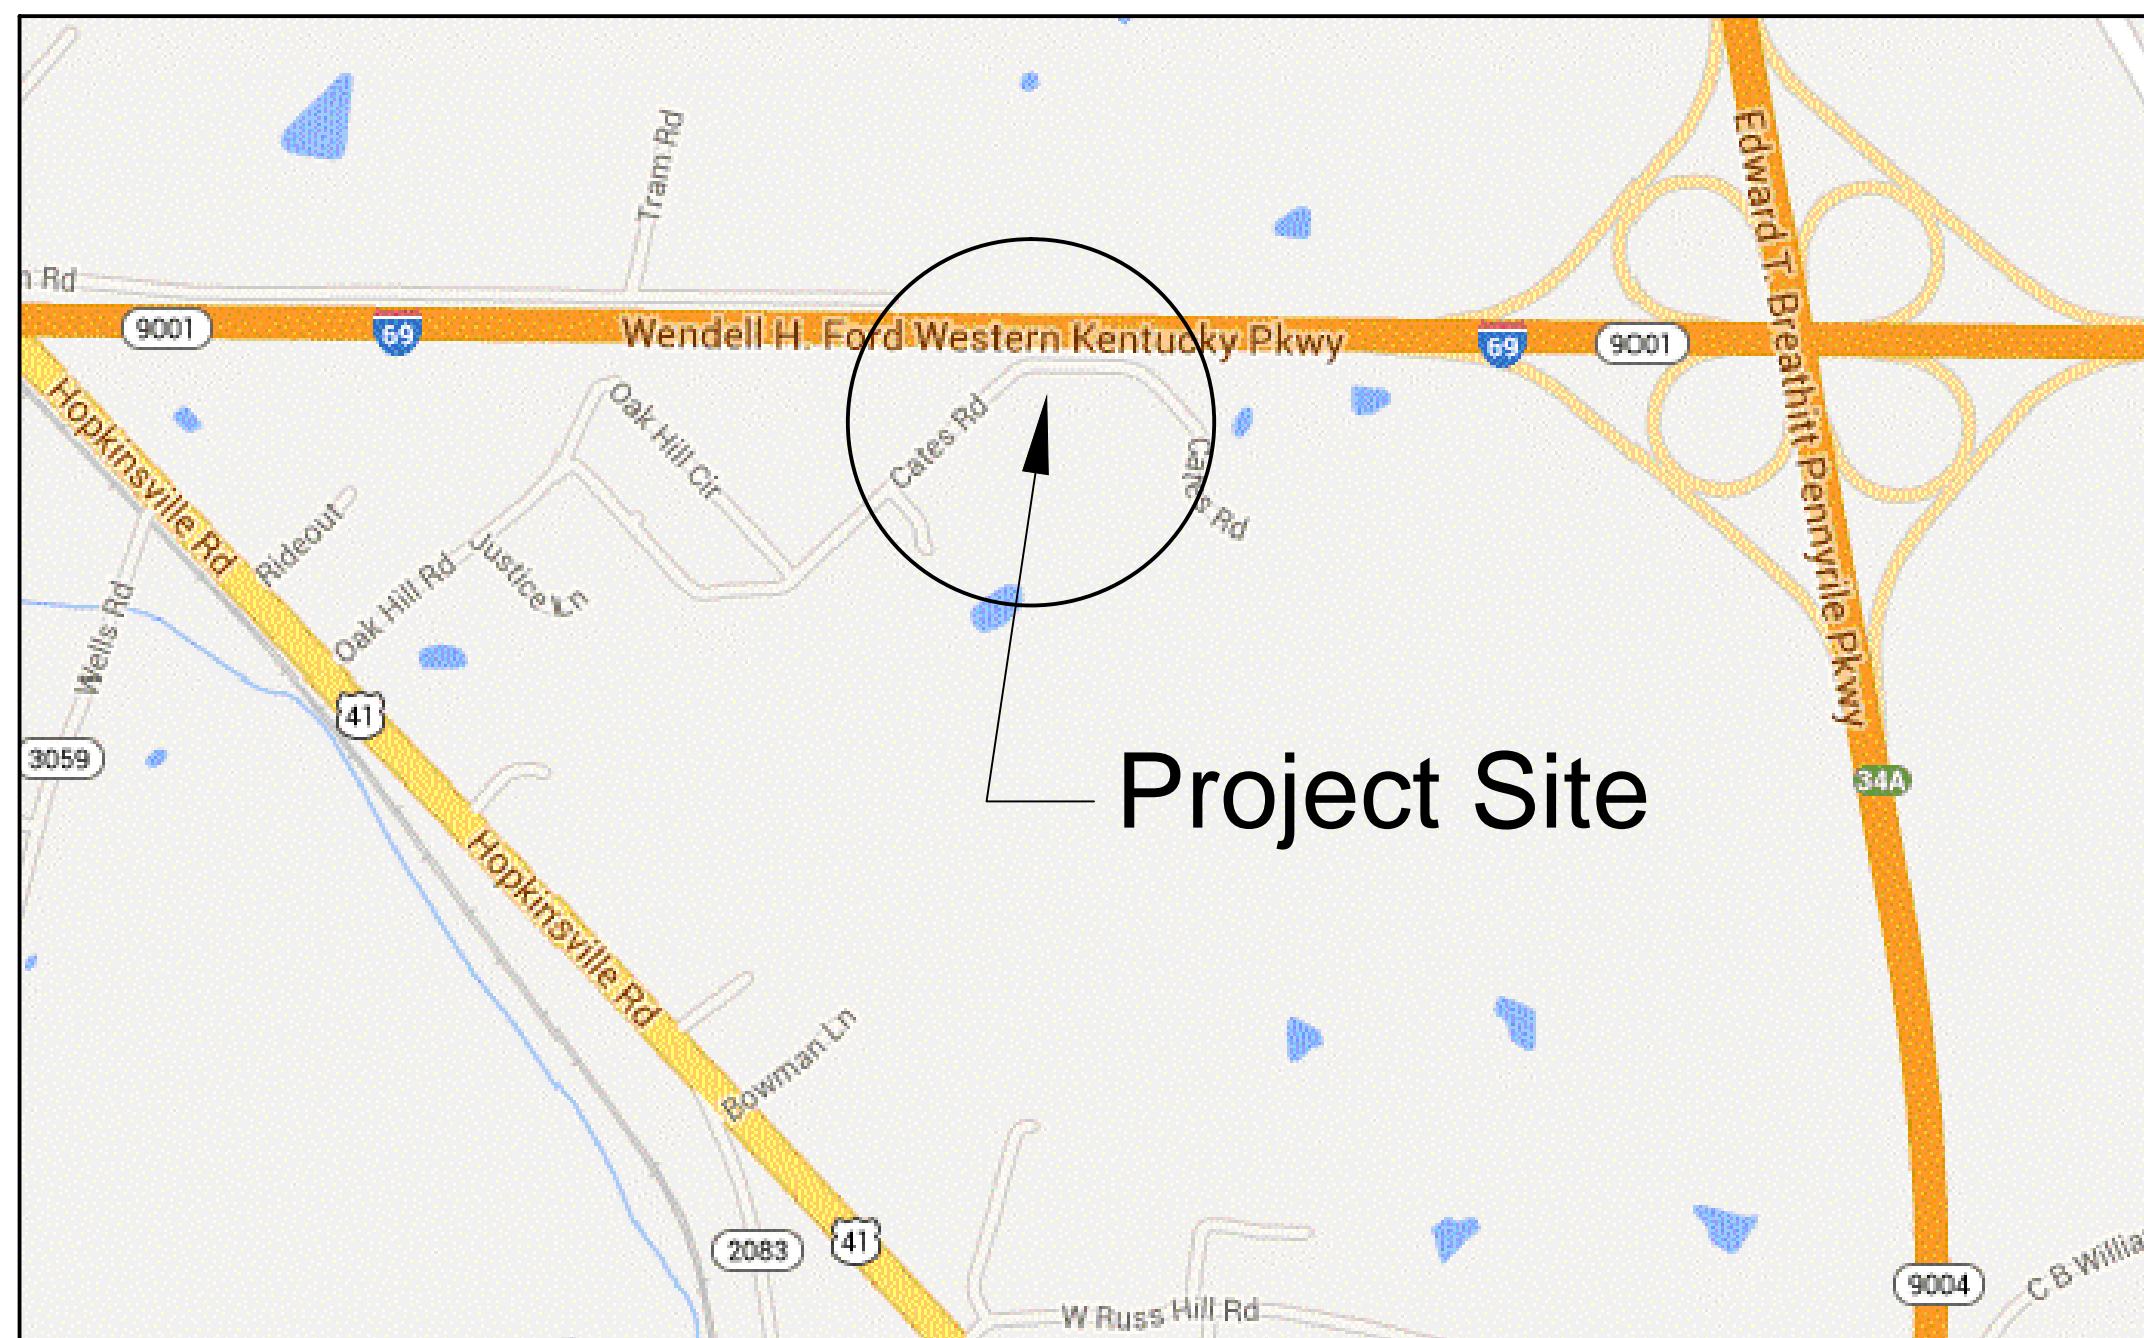 Tram Rd
Edward T. Breathitt Pennyrile Pkwy
Rd
9001
69
Wendell H. Ford Western Kentucky Pkwy
69
9001
Hopkinsville Rd
Oak Hill Cir
Cates Rd
Cates Rd
Rideout
Justice Ln
Oak Hill Rd
Wells Rd
41
3059
Project Site
34A
Hopkinsville Rd
Bowman Ln
2083
41
9004
C B Willia
W Russ Hill Rd